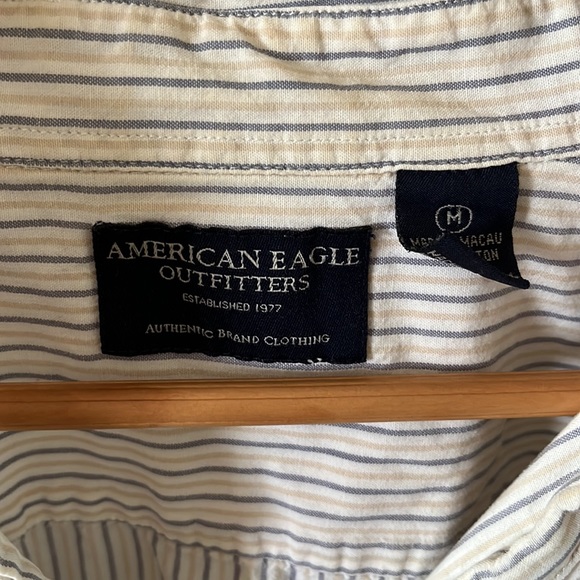 AMERICAN EAGLE
OUTFITTERS
ESTABLISHED 1977
AUTHENTIC BRAND CLOTHING
M
MACAU